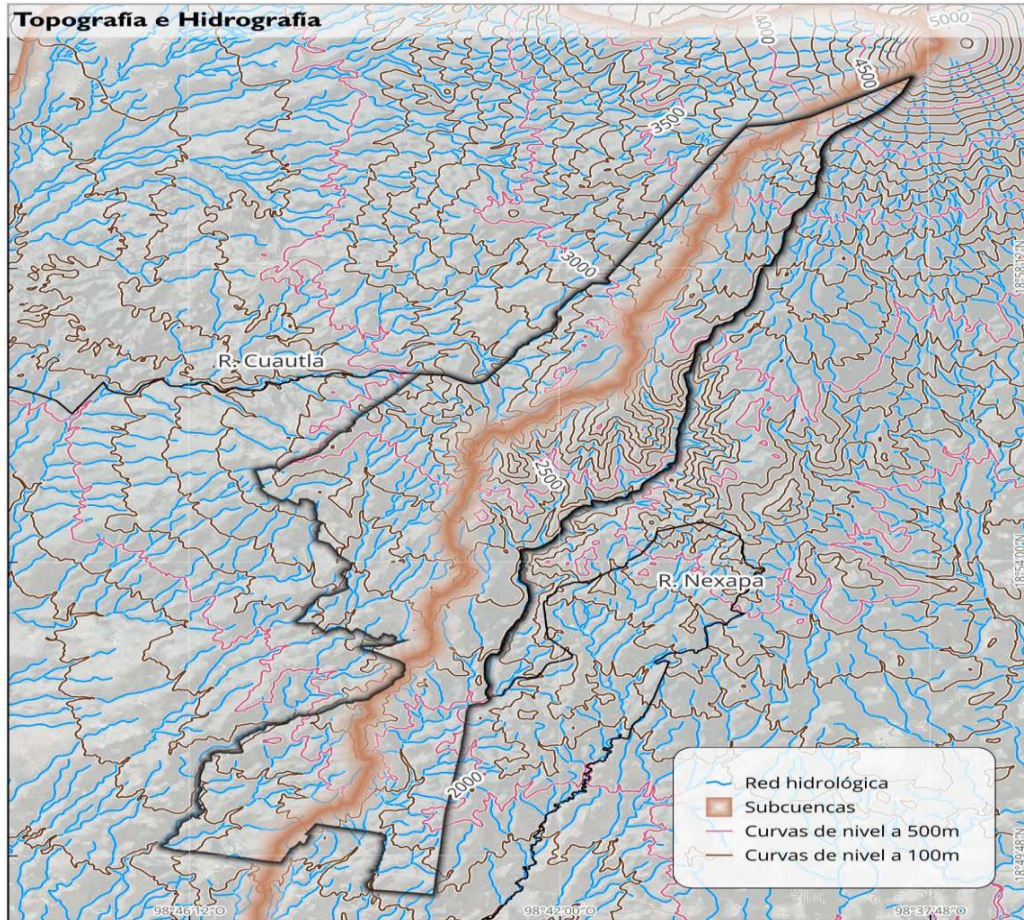 Topografía e Hidrografía
5000
4000
4500
3500
3000
R. Cuautla
2500
R. Nexapa
2000
Red hidrológica
Subcuencas
Curvas de nivel a 500m
Curvas de nivel a 100m
18°58'12"N
18°54'00"N
18°49'48"N
98°46'12"O
98°42'00"O
98°37'48"O